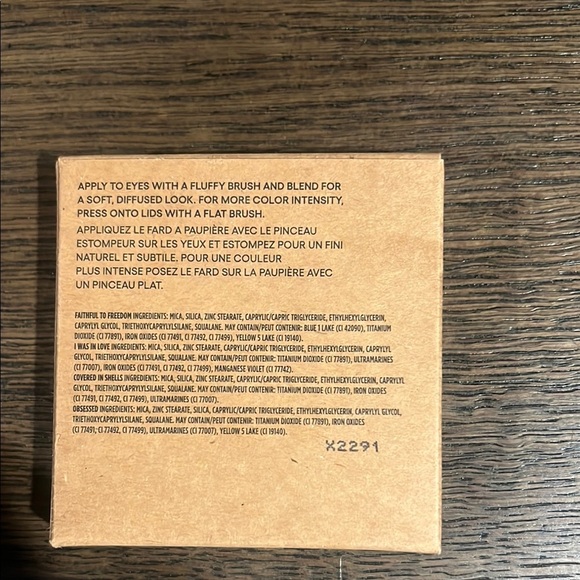 APPLY TO EYES WITH A FLUFFY BRUSH AND BLEND FOR
A SOFT, DIFFUSED LOOK. FOR MORE COLOR INTENSITY,
PRESS ONTO LIDS WITH A FLAT BRUSH.
APPLIQUEZ LE FARD A PAUPIÈRE AVEC LE PINCEAU
ESTOMPEUR SUR LES YEUX ET ESTOMPEZ POUR UN FINI
NATUREL ET SUBTILE. POUR UNE COULEUR
PLUS INTENSE POSEZ LE FARD SUR LA PAUPIÈRE AVEC
UN PINCEAU PLAT.
FAITHFUL TO FREEDOM INGREDIENTS: MICA, SILICA, ZINC STEARATE, CAPRYLIC/CAPRIC TRIGLYCERIDE, ETHYLHEXYLGLYCERIN,
CAPRYLYL GLYCOL, TRIETHOXYCAPRYLYLSILANE, SQUALANE. MAY CONTAIN/PEUT CONTENIR: BLUE 1 LAKE (CI 42090), TITANIUM
DIOXIDE (CI 77891), IRON OXIDES (CI 77491, CI 77492, CI 77499), YELLOW 5 LAKE (CI 19140).
I WAS IN LOVE INGREDIENTS: MICA, SILICA, ZINC STEARATE, CAPRYLIC/CAPRIC TRIGLYCERIDE, ETHYLHEXYLGLYCERIN, CAPRYLYL
GLYCOL, TRIETHOXYCAPRYLYLSILANE, SQUALANE. MAY CONTAIN/PEUT CONTENIR: TITANIUM DIOXIDE (CI 77891), ULTRAMARINES
(CI 77007), IRON OXIDES (CI 77491, CI 77492, CI 77499), MANGANESE VIOLET (CI 77742).
COVERED IN SHELLS INGREDIENTS: MICA, SILICA, ZINC STEARATE, CAPRYLIC/CAPRIC TRIGLYCERIDE, ETHYLHEXYLGLYCERIN, CAPRYLYL
GLYCOL, TRIETHOXYCAPRYLYLSILANE, SQUALANE. MAY CONTAIN/PEUT CONTENIR: TITANIUM DIOXIDE (CI 77891), IRON OXIDES
(CI 77491, CI 77492, CI 77499), ULTRAMARINES (CI 77007).
OBSESSED INGREDIENTS: MICA, ZINC STEARATE, SILICA, CAPRYLIC/CAPRIC TRIGLYCERIDE, ETHYLHEXYLGLYCERIN, CAPRYLYL GLYCOL,
TRIETHOXYCAPRYLYLSILANE, SQUALANE. MAY CONTAIN/PEUT CONTENIR: TITANIUM DIOXIDE (CI 77891), IRON OXIDES
(CI 77491, CI 77492, CI 77499), ULTRAMARINES (CI 77007), YELLOW 5 LAKE (CI 19140).
X2291